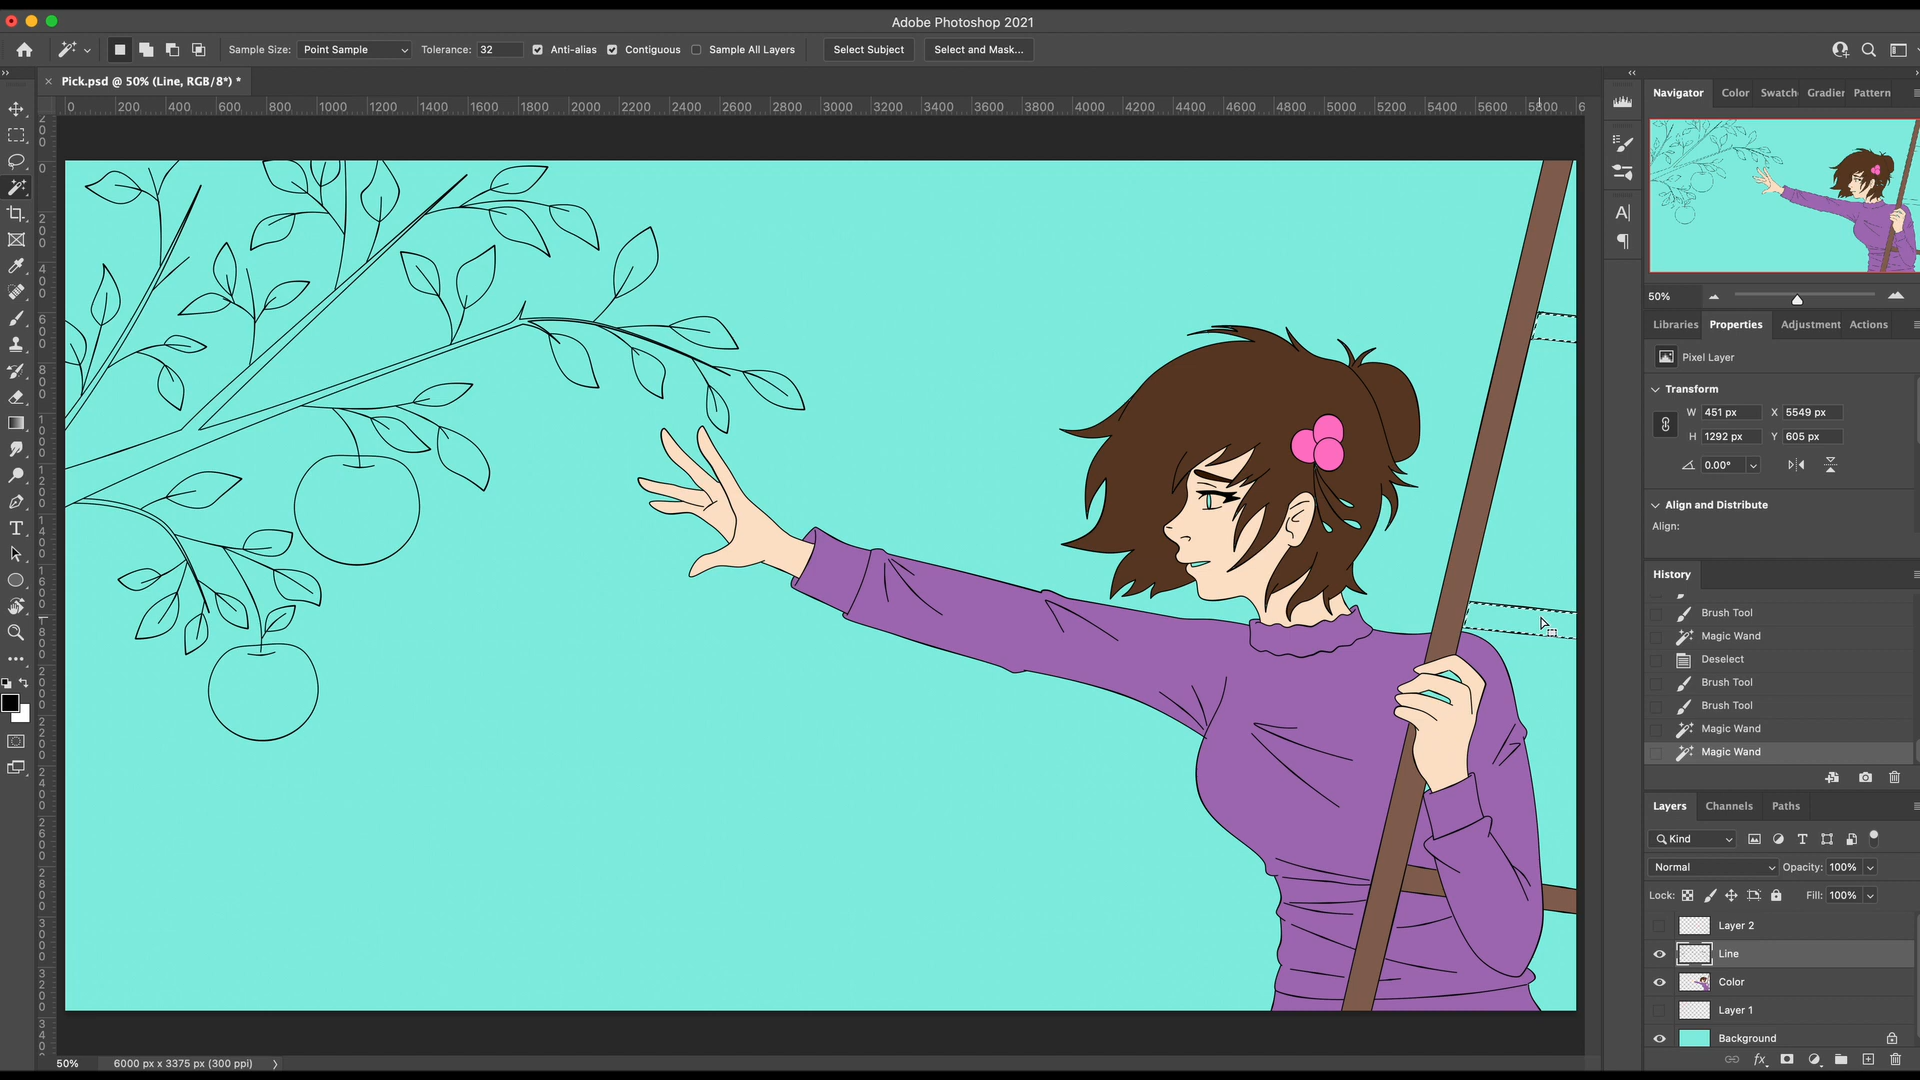 Adobe Photoshop 2021
Sample Size: Point Sample Tolerance: 32 Anti-alias Contiguous Sample All Layers Select Subject Select and Mask...
Pick.psd @ 50% (Line, RGB/8*) *
0 200 400 600 800 1000 1200 1400 1600 1800 2000 2200 2400 2600 2800 3000 3200 3400 3600 3800 4000 4200 4400 4600 4800 5000 5200 5400 5600 5800 6
Navigator Color Swatch Gradier Pattern
50%
Libraries Properties Adjustment Actions
Pixel Layer
Transform
W 451 px X 5549 px
H 1292 px Y 605 px
0.00°
Align and Distribute
Align:
History
Brush Tool
Magic Wand
Deselect
Brush Tool
Brush Tool
Magic Wand
Magic Wand
Layers Channels Paths
Kind
Normal Opacity: 100%
Lock: Fill: 100%
Layer 2
Line
Color
Layer 1
Background
fx
50% 6000 px x 3375 px (300 ppi)